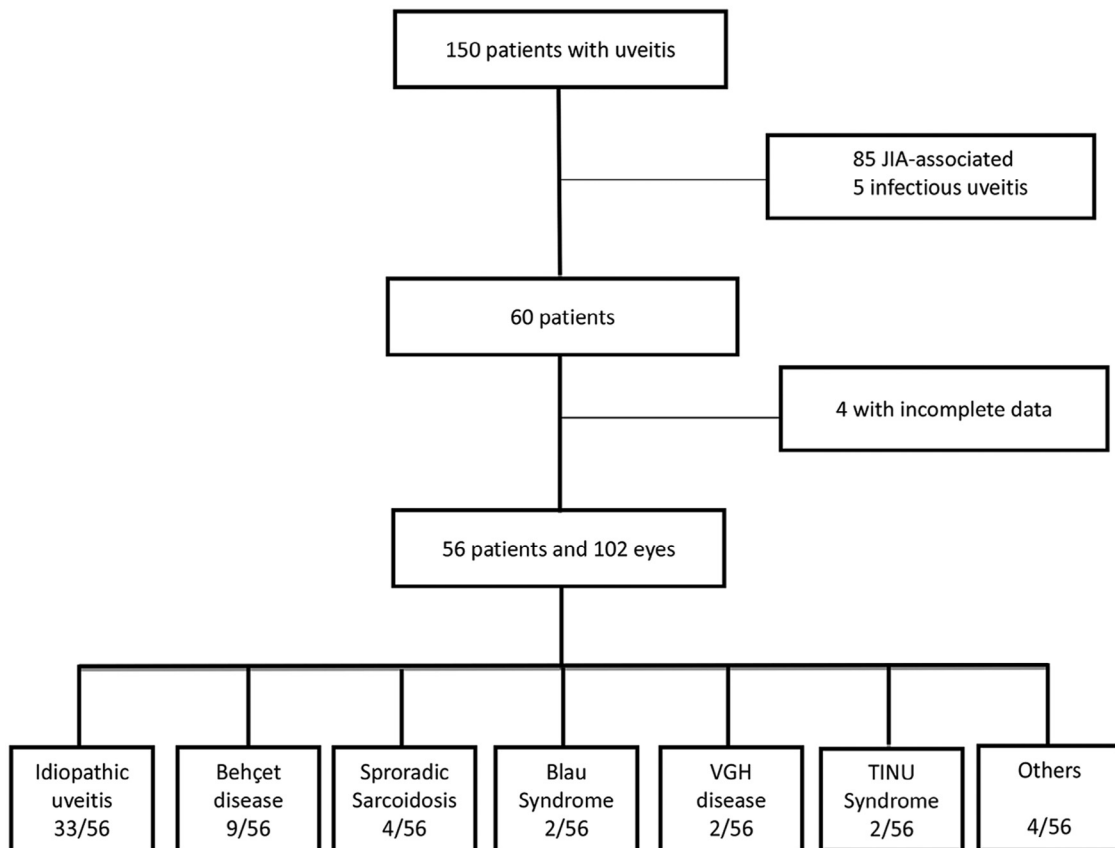 150 patients with uveitis
85 JIA-associated
5 infectious uveitis
60 patients
4 with incomplete data
56 patients and 102 eyes
Idiopathic
uveitis
33/56
Behçet
disease
9/56
Sproradic
Sarcoidosis
4/56
Blau
Syndrome
2/56
VGH
disease
2/56
TINU
Syndrome
2/56
Others
4/56